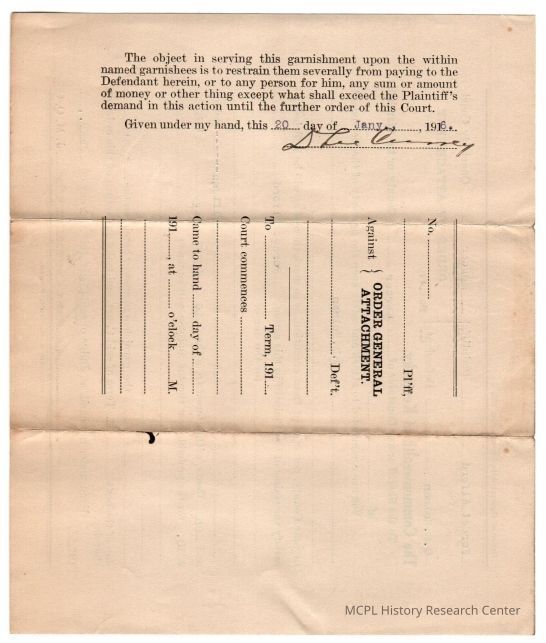 The object in serving this garnishment upon the within
named garnishees is to restrain them severally from paying to the
Defendant herein, or to any person for him, any sum or amount
of money or other thing except what shall exceed the Plaintiff's
demand in this action until the further order of this Court.
Given under my hand, this 20 day of Jany., 1916.
D Lee
No.
Pl'ff,
Against } ORDER GENERAL
ATTACHMENT.
Def't.
To Term, 191
Court commences
Came to hand day of
191 , at o'clock M.
MCPL History Research Center